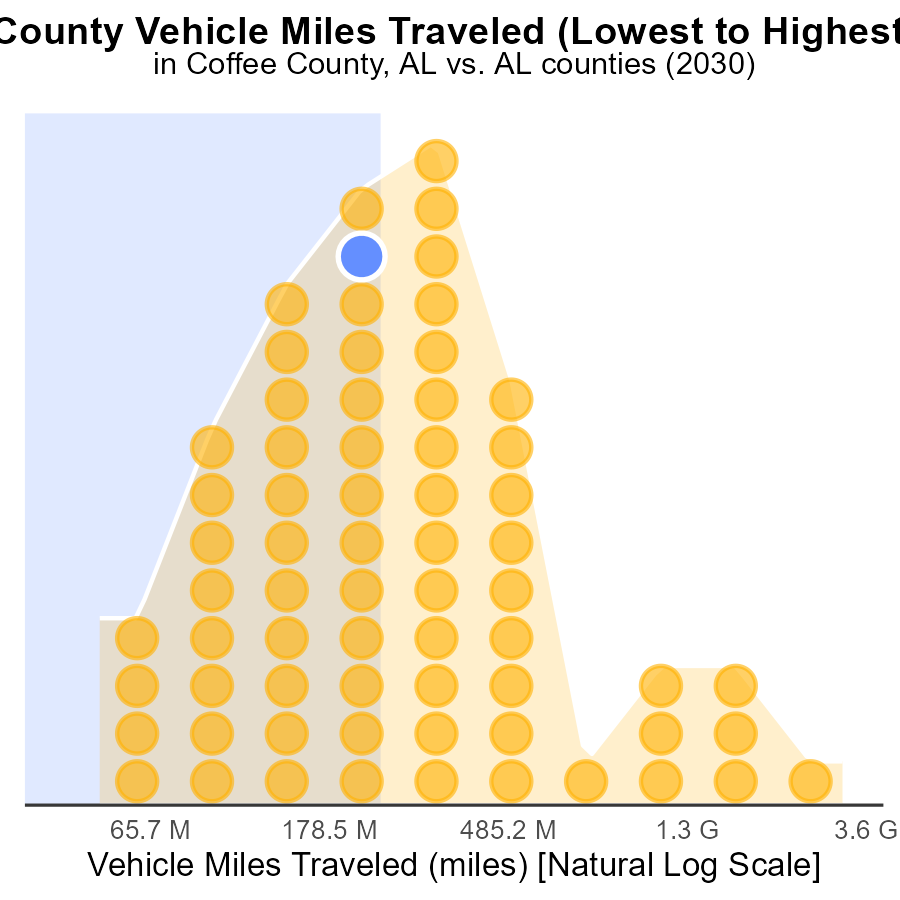 County Vehicle Miles Traveled (Lowest to Highest
in Coffee County, AL vs. AL counties (2030)
65.7 M 178.5 M 485.2 M 1.3 G 3.6 G
Vehicle Miles Traveled (miles) [Natural Log Scale]